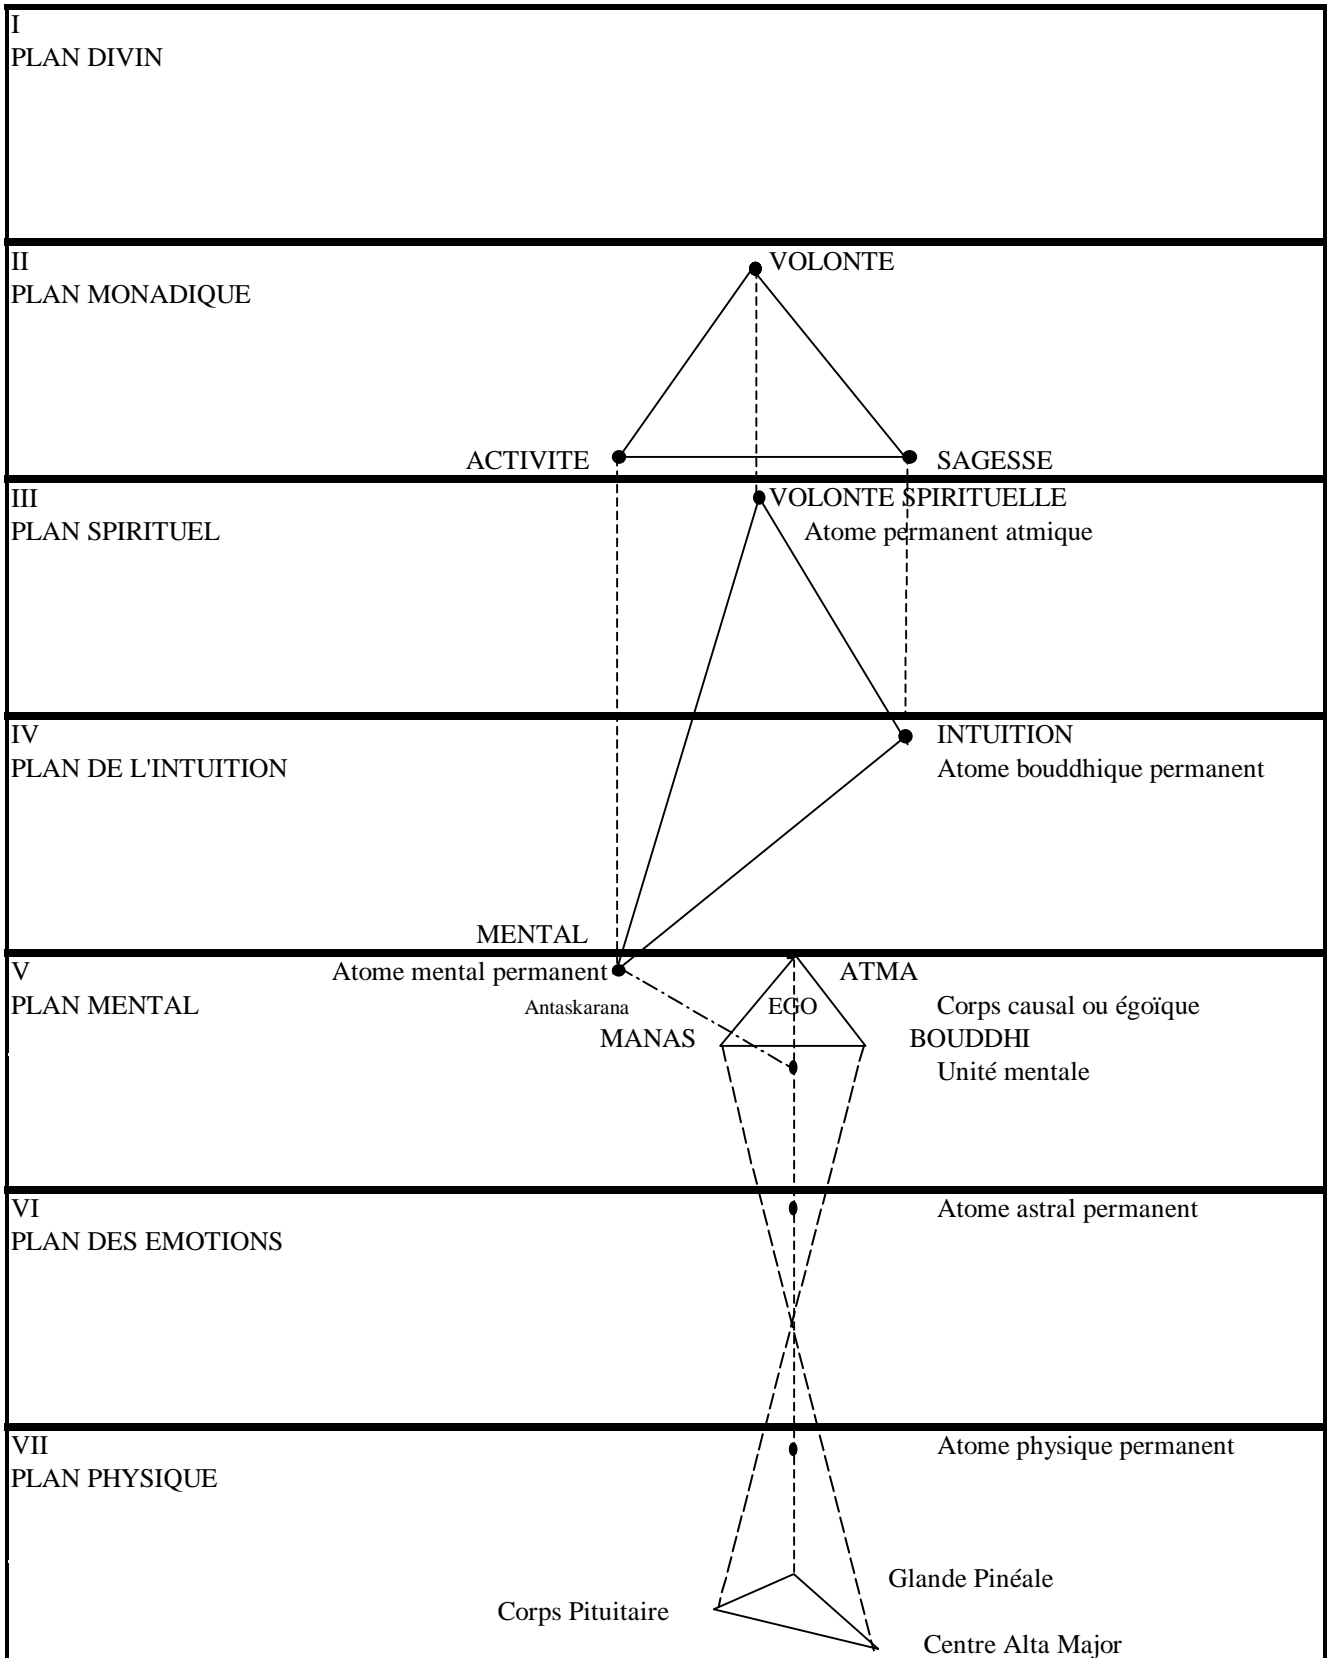 I
PLAN DIVIN
II
VOLONTE
PLAN MONADIQUE
ACTIVITE
SAGESSE
III
VOLONTE SPIRITUELLE
PLAN SPIRITUEL
Atome permanent atmique
IV
INTUITION
PLAN DE L'INTUITION
Atome bouddhique permanent
MENTAL
V
Atome mental permanent
ATMA
PLAN MENTAL
Antaskarana
EGO
Corps causal ou égoïque
MANAS
BOUDDHI
Unité mentale
VI
Atome astral permanent
PLAN DES EMOTIONS
VII
Atome physique permanent
PLAN PHYSIQUE
Glande Pinéale
Corps Pituitaire
Centre Alta Major